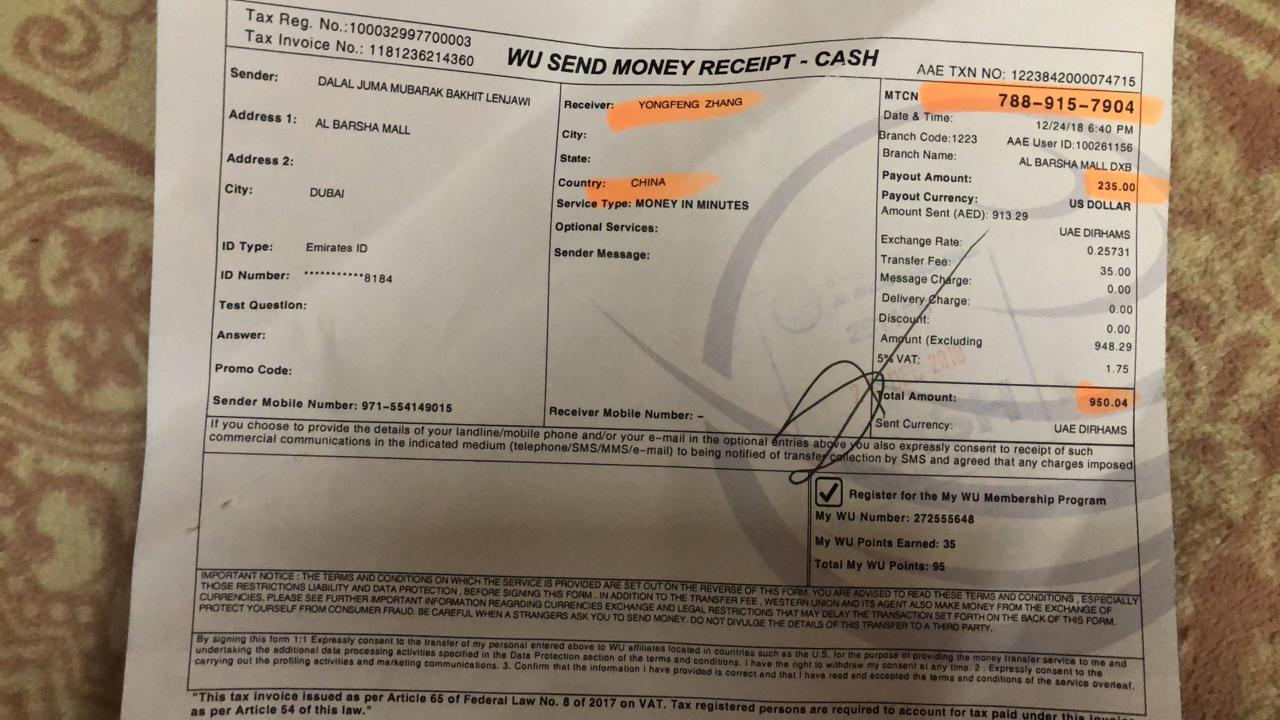 Tax Reg. No.:100032997700003
Tax Invoice No.: 1181236214360
WU SEND MONEY RECEIPT - CASH
AAE TXN NO: 1223842000074715
Sender: DALAL JUMA MUBARAK BAKHIT LENJAWI
Address 1: AL BARSHA MALL
Address 2:
City: DUBAI
ID Type: Emirates ID
ID Number: ***********8184
Test Question:
Answer:
Promo Code:
Sender Mobile Number: 971-554149015
Receiver: YONGFENG ZHANG
City:
State:
Country: CHINA
Service Type: MONEY IN MINUTES
Optional Services:
Sender Message:
Receiver Mobile Number: –
MTCN 788-915-7904
Date & Time: 12/24/18 6:40 PM
Branch Code:1223 AAE User ID:100261156
Branch Name: AL BARSHA MALL DXB
Payout Amount: 235.00
Payout Currency: US DOLLAR
Amount Sent (AED): 913.29
UAE DIRHAMS
Exchange Rate: 0.25731
Transfer Fee: 35.00
Message Charge: 0.00
Delivery Charge: 0.00
Discount: 0.00
Amount (Excluding 948.29
5% VAT: 1.75
Total Amount: 950.04
Sent Currency: UAE DIRHAMS
If you choose to provide the details of your landline/mobile phone and/or your e-mail in the optional entries above you also expressly consent to receipt of such
commercial communications in the indicated medium (telephone/SMS/MMS/e-mail) to being notified of transfer collection by SMS and agreed that any charges imposed
Register for the My WU Membership Program
My WU Number: 272555648
My WU Points Earned: 35
Total My WU Points: 95
IMPORTANT NOTICE : THE TERMS AND CONDITIONS ON WHICH THE SERVICE IS PROVIDED ARE SET OUT ON THE REVERSE OF THIS FORM. YOU ARE ADVISED TO READ THESE TERMS AND CONDITIONS , ESPECIALLY
THOSE RESTRICTIONS LIABILITY AND DATA PROTECTION , BEFORE SIGNING THIS FORM . IN ADDITION TO THE TRANSFER FEE , WESTERN UNION AND ITS AGENT ALSO MAKE MONEY FROM THE EXCHANGE OF
CURRENCIES. PLEASE SEE FURTHER IMPORTANT INFORMATION REAGRDING CURRENCIES EXCHANGE AND LEGAL RESTRICTIONS THAT MAY DELAY THE TRANSACTION SET FORTH ON THE BACK OF THIS FORM.
PROTECT YOURSELF FROM CONSUMER FRAUD. BE CAREFUL WHEN A STRANGERS ASK YOU TO SEND MONEY. DO NOT DIVULGE THE DETAILS OF THIS TRANSFER TO A THIRD PARTY.
By signing this form 1:1 Expressly consent to the transfer of my personal entered above to WU affiliates located in countries such as the U.S. for the purpose of providing the money transfer service to me and
undertaking the additional data processing activities specified in the Data Protection section of the terms and conditions. I have the right to withdraw my consent at any time. 2 . Expressly consent to the
carrying out the profiling activities and marketing communications. 3. Confirm that the information I have provided is correct and that I have read and accepted the terms and conditions of the service overleaf.
"This tax invoice issued as per Article 65 of Federal Law No. 8 of 2017 on VAT. Tax registered persons are required to account for tax paid under this
as per Article 54 of this law."